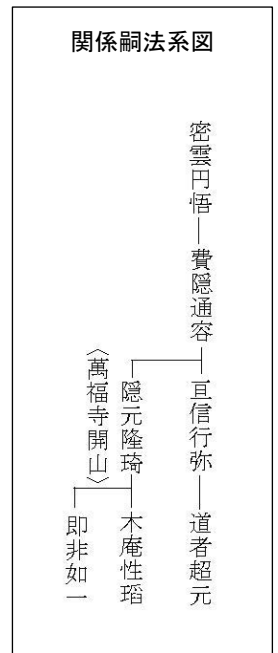 関係嗣法系図
密雲円悟
費隠通容
亘信行弥
道者超元
隠元隆琦
〈萬福寺開山〉
木庵性瑫
即非如一